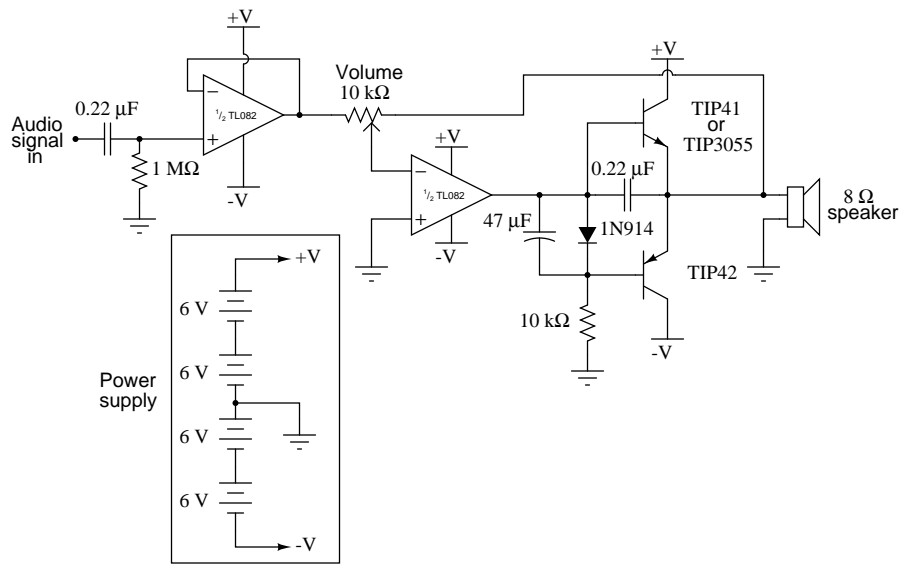 +V
Volume
10 kΩ
0.22 µF
Audio
signal
in
−
½ TL082
+
1 MΩ
-V
+V
TIP41
or
TIP3055
+V
−
½ TL082
+
-V
0.22 µF
47 µF
1N914
8 Ω
speaker
TIP42
10 kΩ
-V
+V
6 V
6 V
Power
supply
6 V
6 V
-V